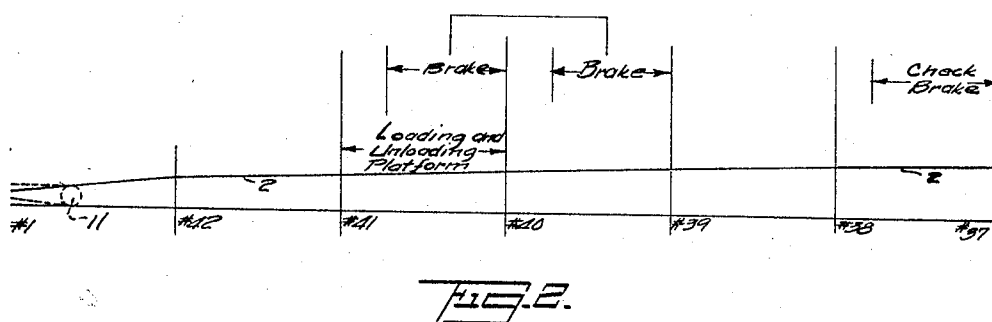 Brake
Brake
Check
Brake
Loading and
Unloading
Platform
2
2
11
#1
#42
#41
#40
#39
#38
#37
FIG. 2.